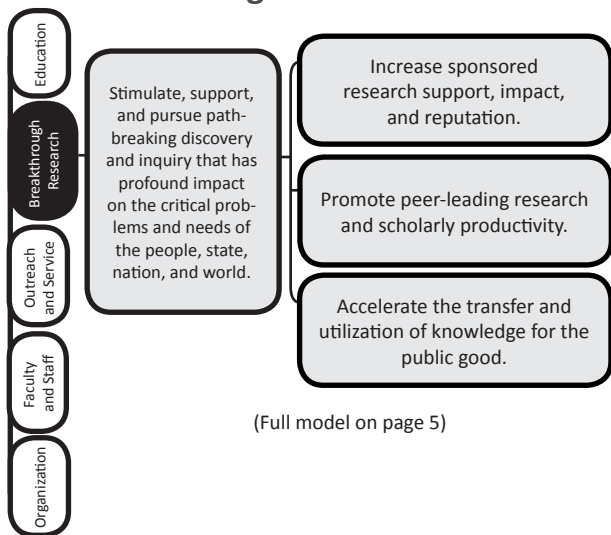 Education
Breakthrough
Research
Outreach
and Service
Faculty
and Staff
Organization
Stimulate, support,
and pursue path-
breaking discovery
and inquiry that has
profound impact
on the critical prob-
lems and needs of
the people, state,
nation, and world.
Increase sponsored
research support, impact,
and reputation.
Promote peer-leading research
and scholarly productivity.
Accelerate the transfer and
utilization of knowledge for the
public good.
(Full model on page 5)